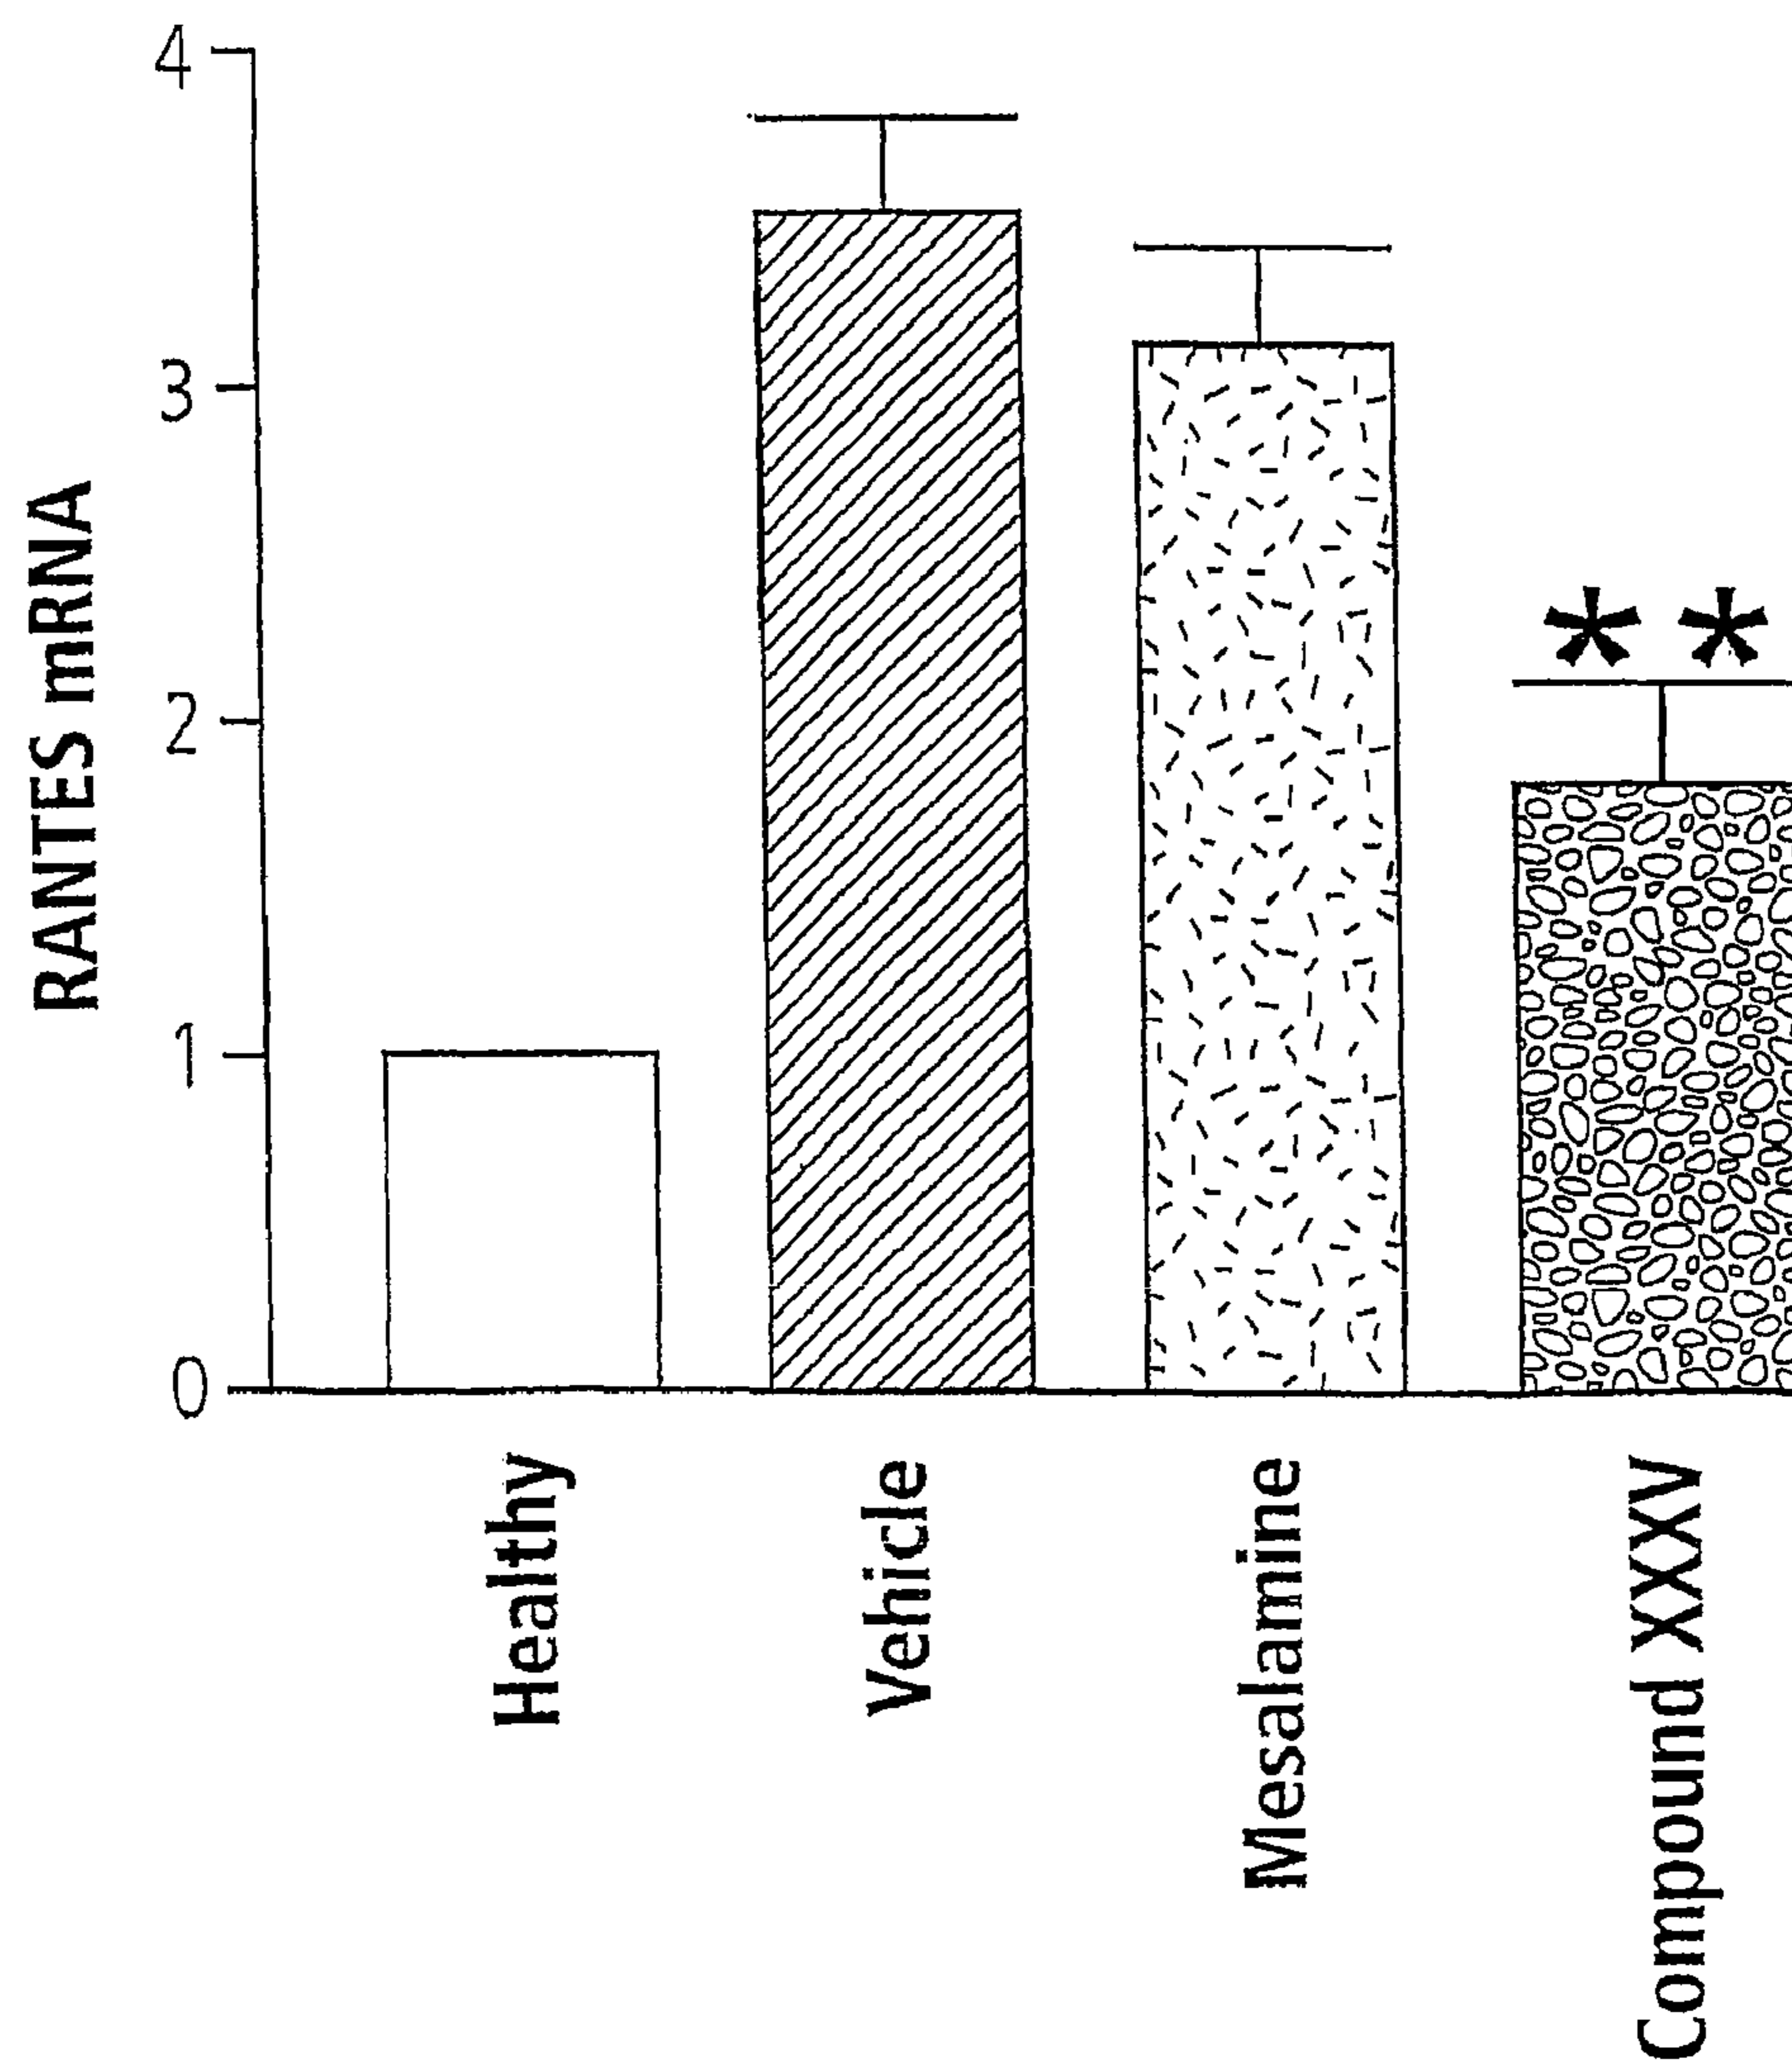 RANTES mRNA
4
3
2
1
0
**
Healthy
Vehicle
Mesalamine
Compound XXXV